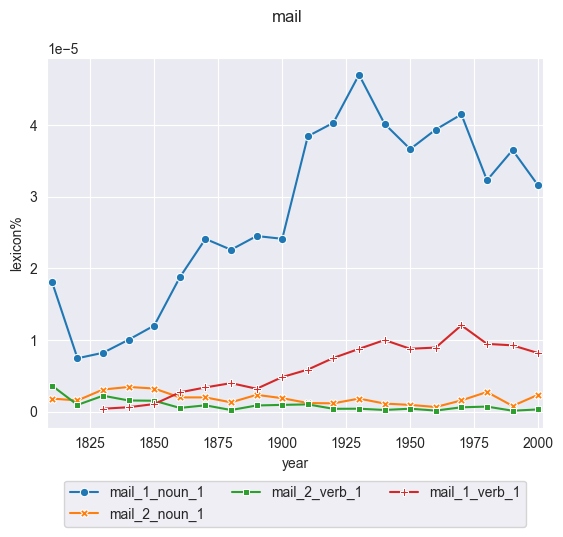 mail
1e−5
4
3
2
1
0
lexicon%
1825 1850 1875 1900 1925 1950 1975 2000
year
mail_1_noun_1 mail_2_verb_1 mail_1_verb_1
mail_2_noun_1